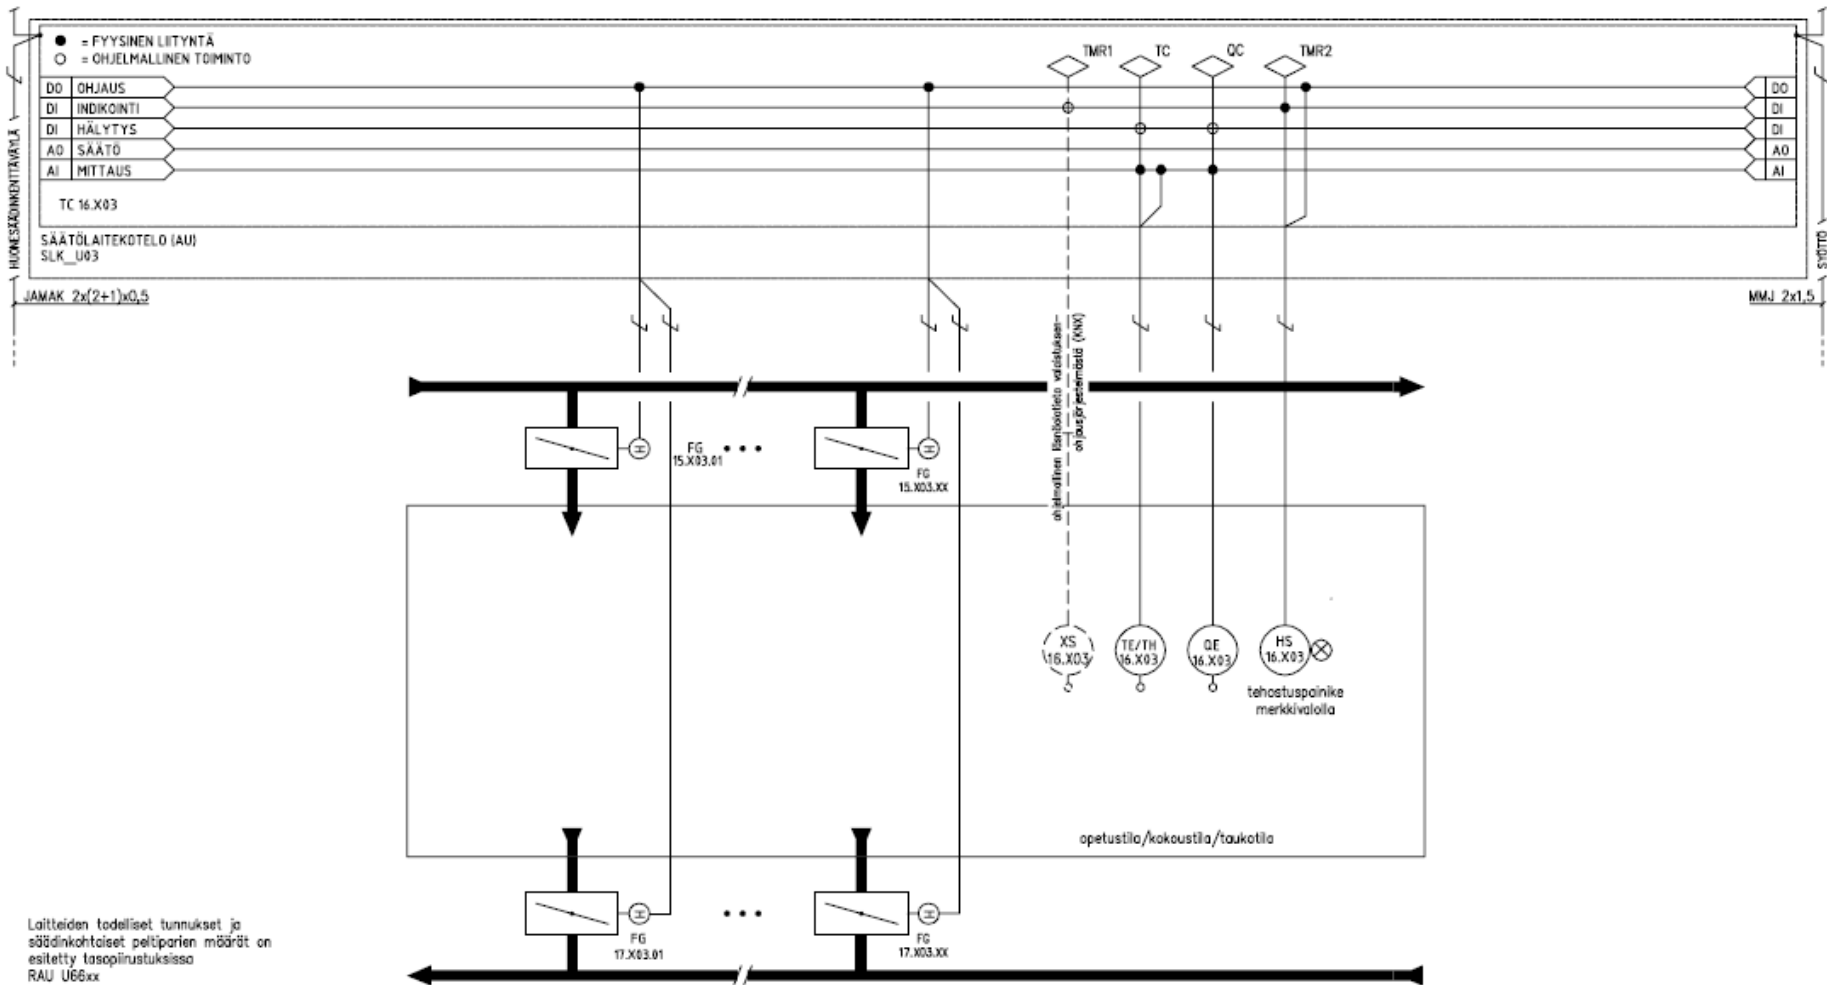 ● = FYYSINEN LIITYNTÄ
○ = OHJELMALLINEN TOIMINTO
TMR1
TC
QC
TMR2
DO OHJAUS
DI INDIKOINTI
DI HÄLYTYS
AO SÄÄTÖ
AI MITTAUS
DO
DI
DI
AO
AI
TC 16.X03
SÄÄTÖLAITEKOTELO (AU)
SLK__U03
HUONESÄÄDINKENTTÄVÄYLÄ
SYÖTTÖ
JAMAK 2x(2+1)x0,5
MMJ 2x1,5
ohjelmallinen läsnäolotieto valaistuksen-
ohjausjärjestelmästä (KNX)
FG
15.X03.01
FG
15.X03.XX
XS
16.X03
TE/TH
16.X03
QE
16.X03
HS
16.X03
tehostuspainike
merkkivalolla
opetustila/kokoustila/taukotila
FG
17.X03.01
FG
17.X03.XX
Laitteiden todelliset tunnukset ja
säädinkohtaiset peltiparien määrät on
esitetty tasopiirustuksissa
RAU U66xx